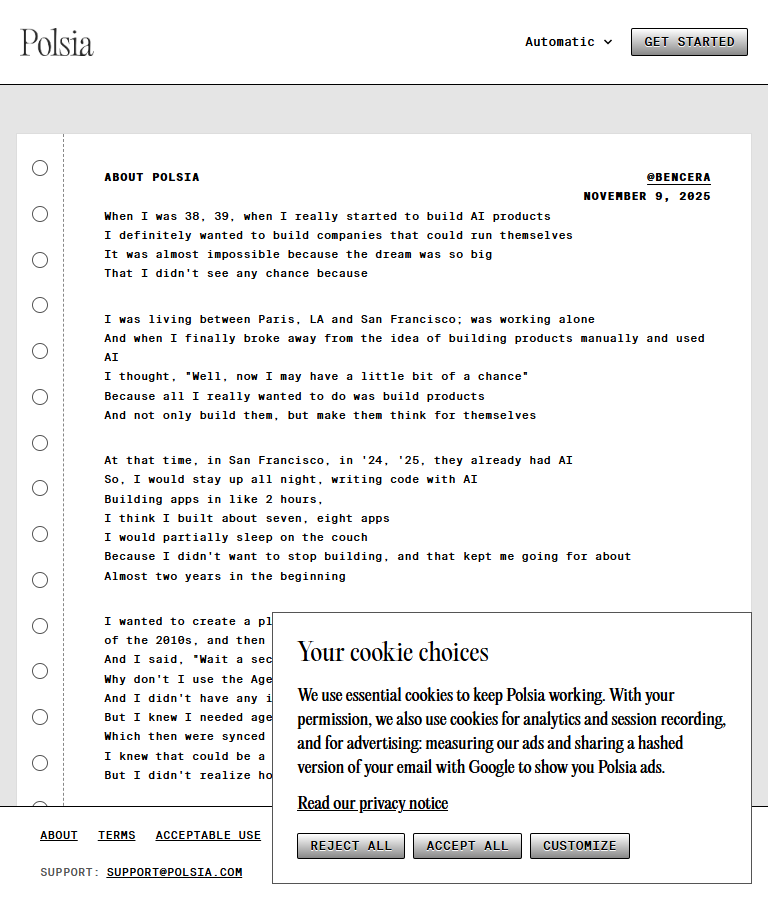 Polsia
Automatic
GET STARTED
ABOUT POLSIA
@BENCERA
NOVEMBER 9, 2025
When I was 38, 39, when I really started to build AI products
I definitely wanted to build companies that could run themselves
It was almost impossible because the dream was so big
That I didn't see any chance because
I was living between Paris, LA and San Francisco; was working alone
And when I finally broke away from the idea of building products manually and used
AI
I thought, "Well, now I may have a little bit of a chance"
Because all I really wanted to do was build products
And not only build them, but make them think for themselves
At that time, in San Francisco, in '24, '25, they already had AI
So, I would stay up all night, writing code with AI
Building apps in like 2 hours,
I think I built about seven, eight apps
I would partially sleep on the couch
Because I didn't want to stop building, and that kept me going for about
Almost two years in the beginning
I wanted to create a
of the 2010s, and then
And I said, "Wait a
Why don't I use the
And I didn't have any
But I knew I needed
Which then were synced
I knew that could be a
But I didn't realize
Your cookie choices
We use essential cookies to keep Polsia working. With your
permission, we also use cookies for analytics and session recording,
and for advertising: measuring our ads and sharing a hashed
version of your email with Google to show you Polsia ads.
Read our privacy notice
REJECT ALL
ACCEPT ALL
CUSTOMIZE
ABOUT
TERMS
ACCEPTABLE USE
SUPPORT: SUPPORT@POLSIA.COM